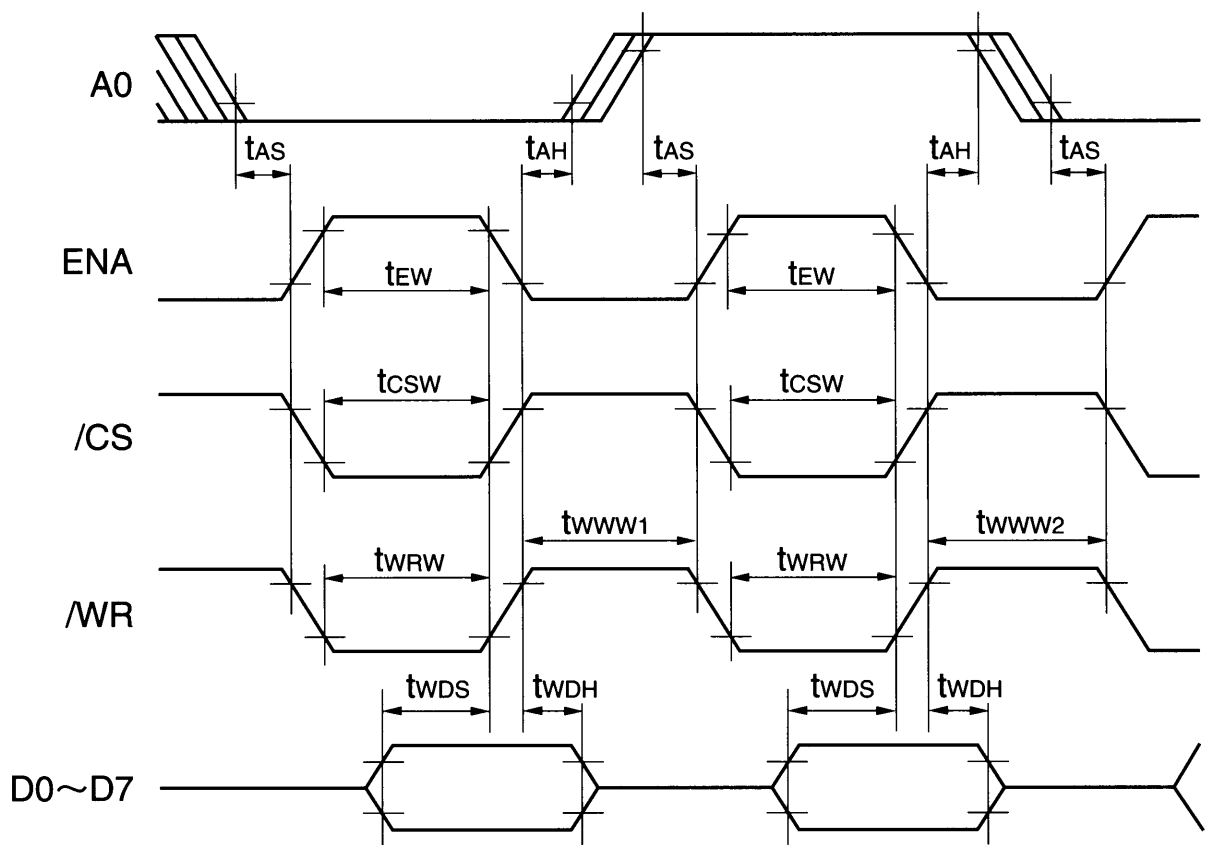 A0
tAS tAH tAS tAH tAS
ENA
tEW tEW
tCSW tCSW
/CS
tWWW1 tWWW2
tWRW tWRW
/WR
tWDS tWDH tWDS tWDH
D0～D7